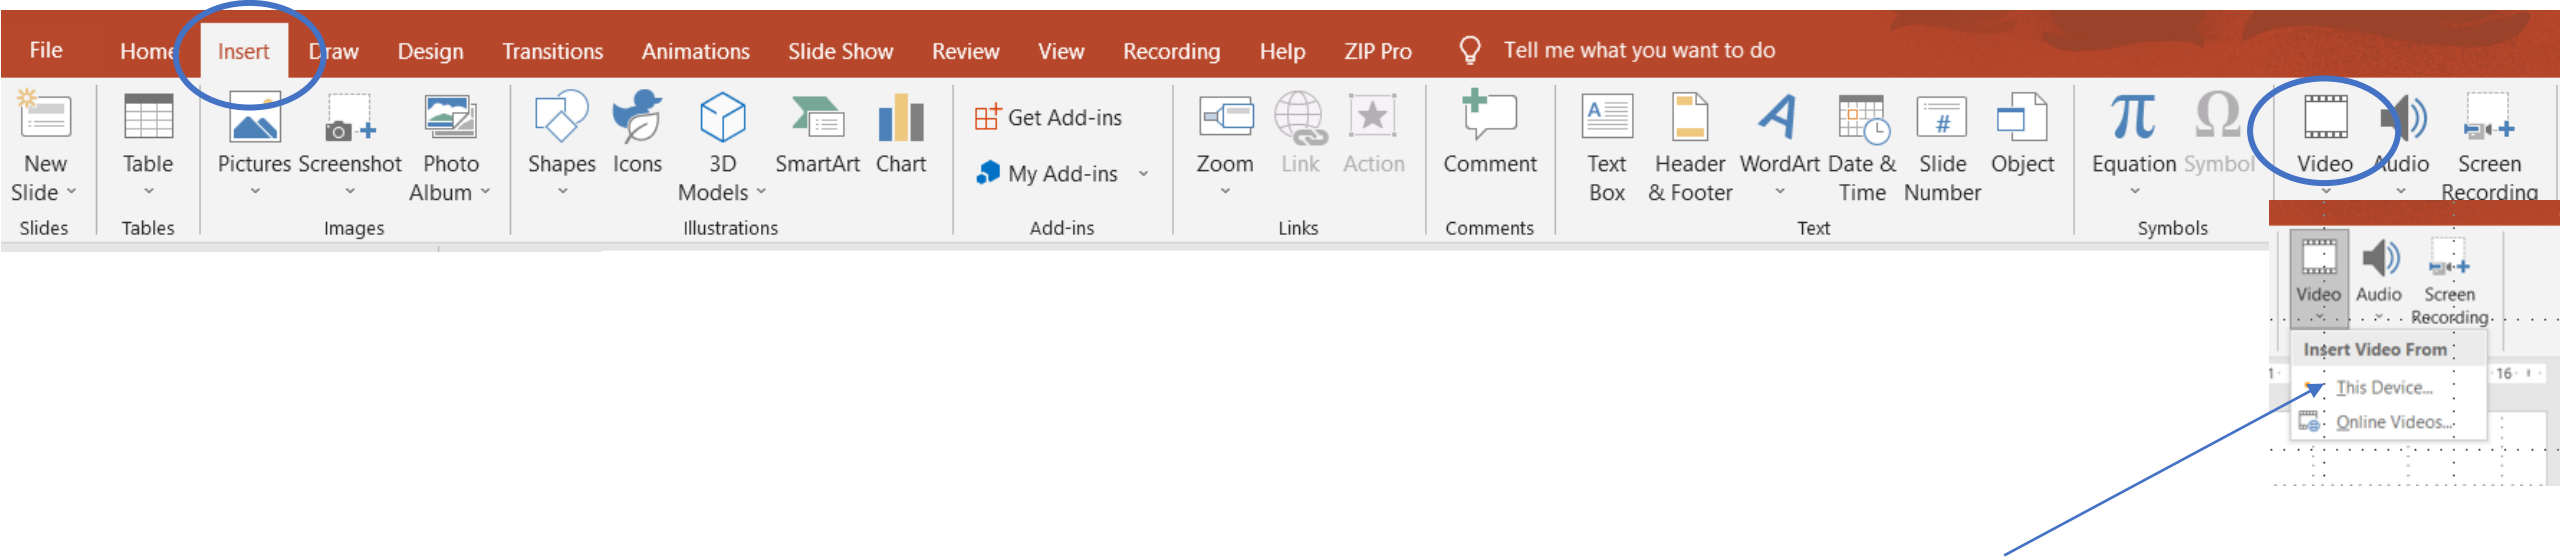 File Home Insert Draw Design Transitions Animations Slide Show Review View Recording Help ZIP Pro Tell me what you want to do
Get Add-ins
My Add-ins
New Table Pictures Screenshot Photo Shapes Icons 3D SmartArt Chart Zoom Link Action Comment Text Header WordArt Date & Slide Object Equation Symbol Video Audio Screen
Slide Album Models Box & Footer Time Number Recording
Slides Tables Images Illustrations Add-ins Links Comments Text Symbols
Video Audio Screen
Recording
Insert Video From
1 16 1
This Device...
Online Videos...